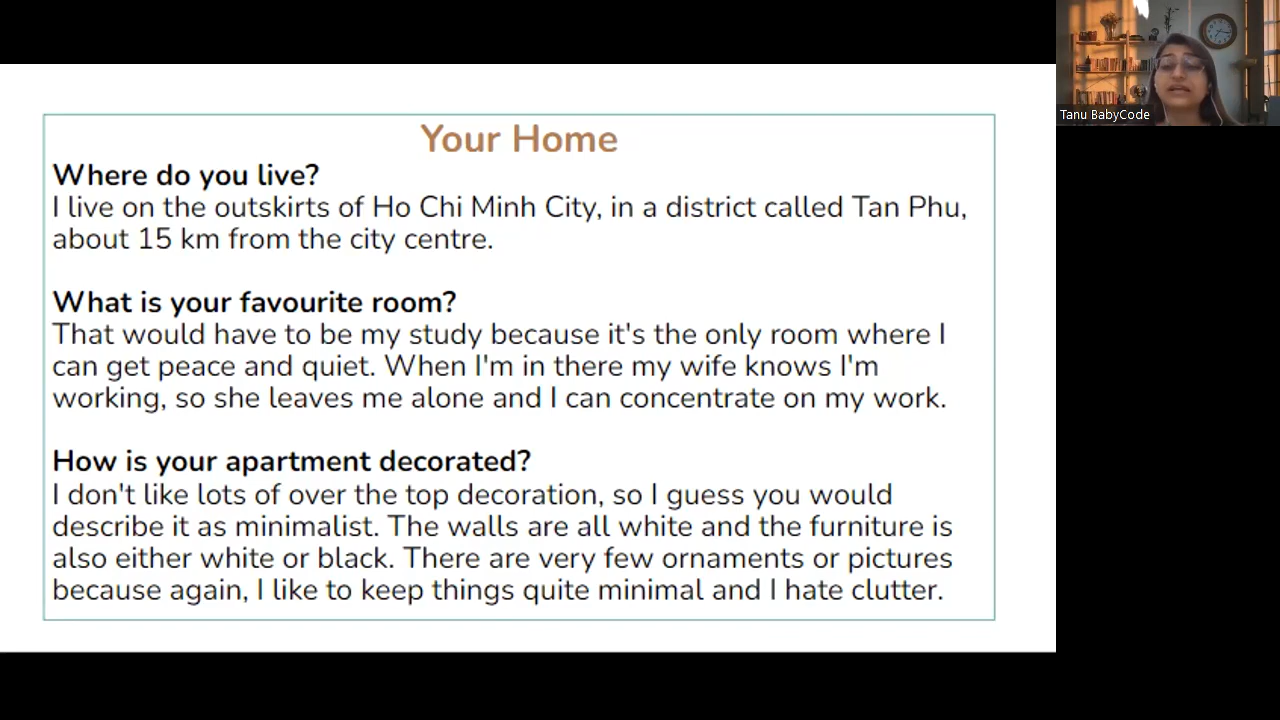 Your Home
Where do you live?
I live on the outskirts of Ho Chi Minh City, in a district called Tan Phu,
about 15 km from the city centre.
What is your favourite room?
That would have to be my study because it's the only room where I
can get peace and quiet. When I'm in there my wife knows I'm
working, so she leaves me alone and I can concentrate on my work.
How is your apartment decorated?
I don't like lots of over the top decoration, so I guess you would
describe it as minimalist. The walls are all white and the furniture is
also either white or black. There are very few ornaments or pictures
because again, I like to keep things quite minimal and I hate clutter.
Tanu BabyCode